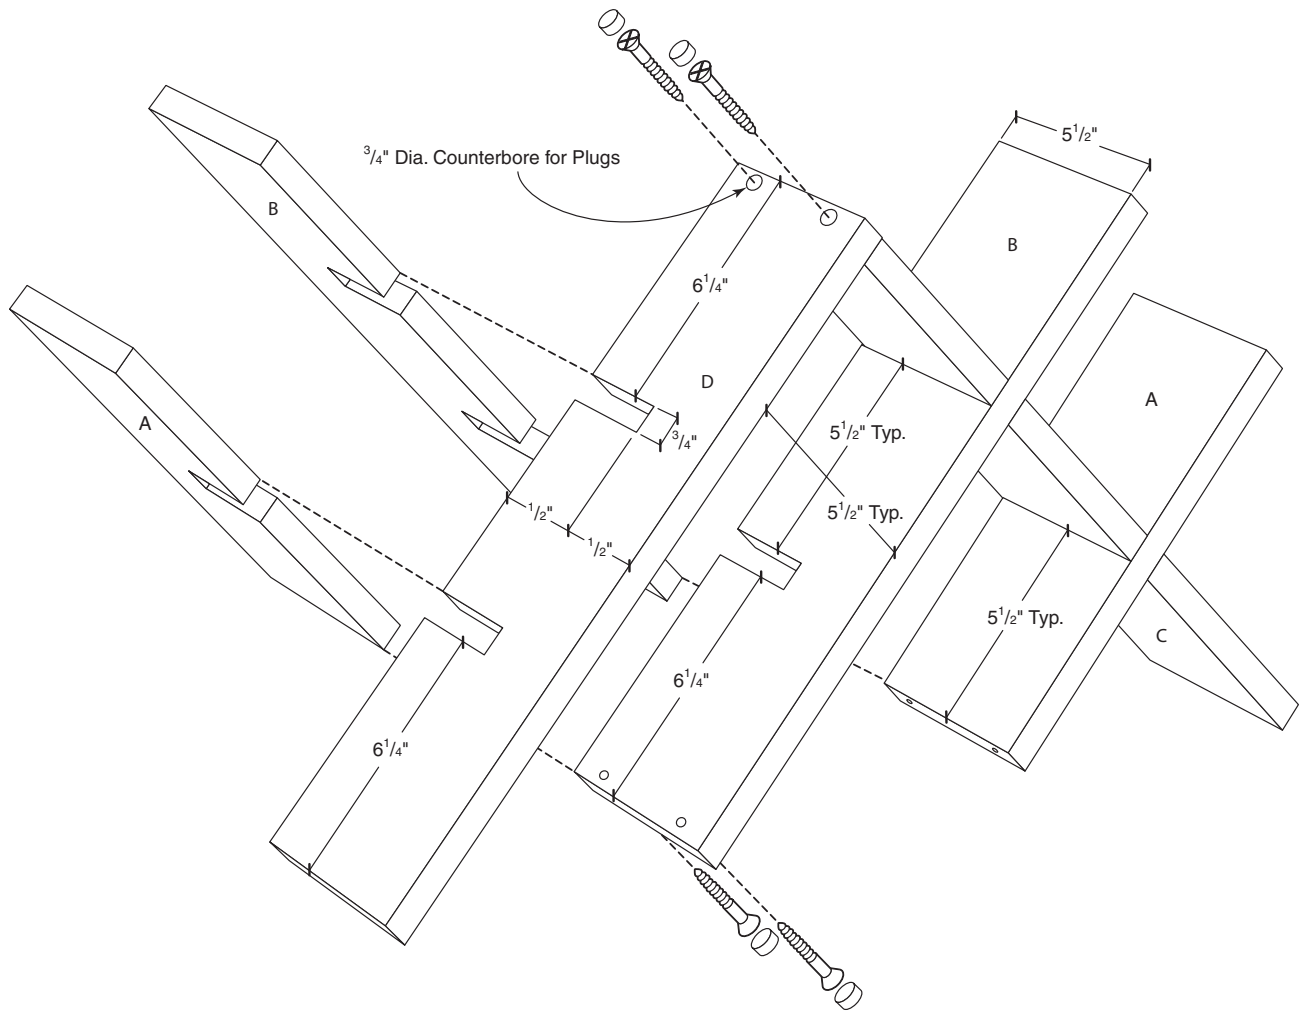 5 1/2"
3/4" Dia. Counterbore for Plugs
B
B
6 1/4"
D
A
A
3/4"
5 1/2" Typ.
1/2"
5 1/2" Typ.
1/2"
5 1/2" Typ.
C
6 1/4"
6 1/4"